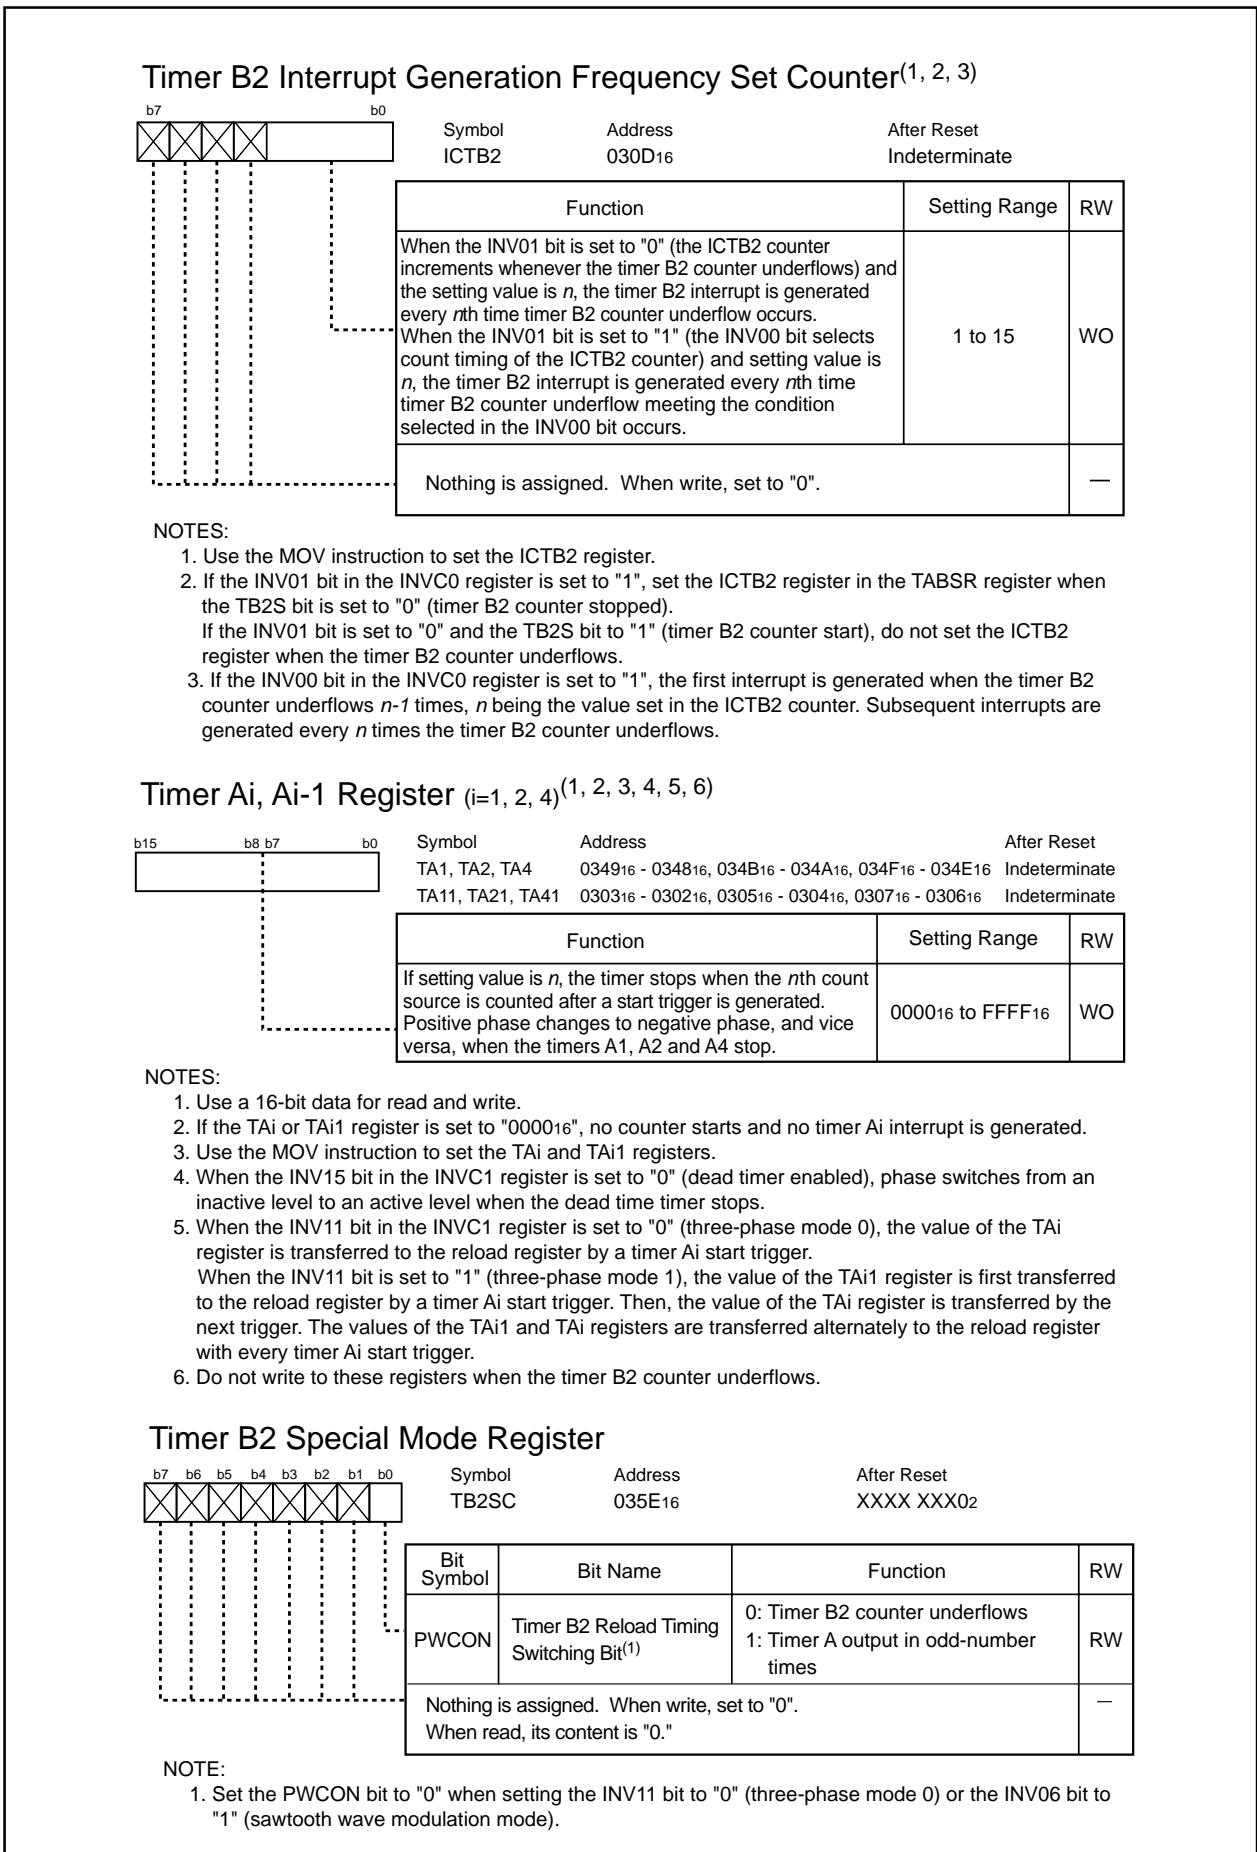 Timer B2 Interrupt Generation Frequency Set Counter(1, 2, 3)
b7 b0
Symbol Address After Reset
ICTB2 030D16 Indeterminate
Function Setting Range RW
When the INV01 bit is set to "0" (the ICTB2 counter
increments whenever the timer B2 counter underflows) and
the setting value is n, the timer B2 interrupt is generated
every nth time timer B2 counter underflow occurs.
When the INV01 bit is set to "1" (the INV00 bit selects
count timing of the ICTB2 counter) and setting value is
n, the timer B2 interrupt is generated every nth time
timer B2 counter underflow meeting the condition
selected in the INV00 bit occurs.
1 to 15 WO
Nothing is assigned. When write, set to "0". —
NOTES:
1. Use the MOV instruction to set the ICTB2 register.
2. If the INV01 bit in the INVC0 register is set to "1", set the ICTB2 register in the TABSR register when
the TB2S bit is set to "0" (timer B2 counter stopped).
If the INV01 bit is set to "0" and the TB2S bit to "1" (timer B2 counter start), do not set the ICTB2
register when the timer B2 counter underflows.
3. If the INV00 bit in the INVC0 register is set to "1", the first interrupt is generated when the timer B2
counter underflows n-1 times, n being the value set in the ICTB2 counter. Subsequent interrupts are
generated every n times the timer B2 counter underflows.
Timer Ai, Ai-1 Register (i=1, 2, 4)(1, 2, 3, 4, 5, 6)
b15 b8 b7 b0
Symbol Address After Reset
TA1, TA2, TA4 034916 - 034816, 034B16 - 034A16, 034F16 - 034E16 Indeterminate
TA11, TA21, TA41 030316 - 030216, 030516 - 030416, 030716 - 030616 Indeterminate
Function Setting Range RW
If setting value is n, the timer stops when the nth count
source is counted after a start trigger is generated.
Positive phase changes to negative phase, and vice
versa, when the timers A1, A2 and A4 stop.
000016 to FFFF16 WO
NOTES:
1. Use a 16-bit data for read and write.
2. If the TAi or TAi1 register is set to "000016", no counter starts and no timer Ai interrupt is generated.
3. Use the MOV instruction to set the TAi and TAi1 registers.
4. When the INV15 bit in the INVC1 register is set to "0" (dead timer enabled), phase switches from an
inactive level to an active level when the dead time timer stops.
5. When the INV11 bit in the INVC1 register is set to "0" (three-phase mode 0), the value of the TAi
register is transferred to the reload register by a timer Ai start trigger.
When the INV11 bit is set to "1" (three-phase mode 1), the value of the TAi1 register is first transferred
to the reload register by a timer Ai start trigger. Then, the value of the TAi register is transferred by the
next trigger. The values of the TAi1 and TAi registers are transferred alternately to the reload register
with every timer Ai start trigger.
6. Do not write to these registers when the timer B2 counter underflows.
Timer B2 Special Mode Register
b7 b6 b5 b4 b3 b2 b1 b0
Symbol Address After Reset
TB2SC 035E16 XXXX XXX02
Bit Symbol Bit Name Function RW
PWCON
Timer B2 Reload Timing
Switching Bit(1)
0: Timer B2 counter underflows
1: Timer A output in odd-number
times
RW
Nothing is assigned. When write, set to "0".
When read, its content is "0."
—
NOTE:
1. Set the PWCON bit to "0" when setting the INV11 bit to "0" (three-phase mode 0) or the INV06 bit to
"1" (sawtooth wave modulation mode).